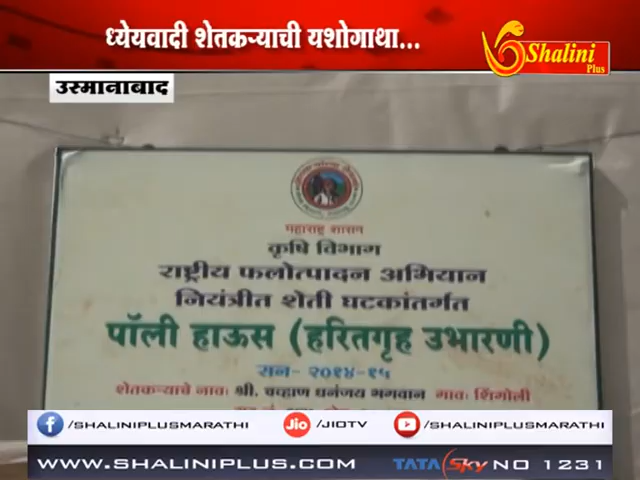 ध्येयवादी शेतकऱ्याची यशोगाथा...
Shalini
Plus
उस्मानाबाद
महाराष्ट्र शासन
कृषि विभाग
राष्ट्रीय फलोत्पादन अभियान
नियंत्रीत शेती घटकांतर्गत
पॉली हाऊस (हरितगृह उभारणी)
सन- २०१४-१५
शेतकऱ्याचे नाव: श्री. चव्हाण धनंजय भगवान गाव: शिंगोली
/SHALINIPLUSMARATHI /JIOTV /SHALINIPLUSMARATHI
Jio
WWW.SHALINIPLUS.COM TATA Sky NO 1231